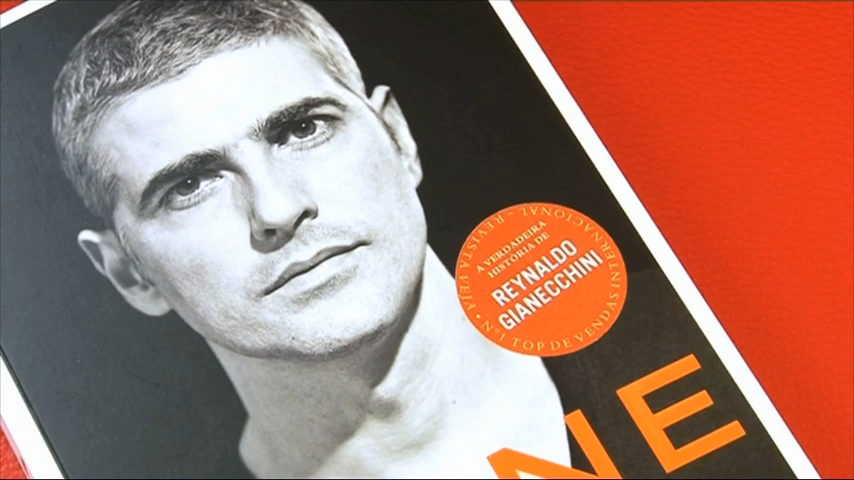 REVISTA VEJA • Nº1 TOP DE VENDAS INTERNACIONAL -
A VERDADEIRA
HISTÓRIA DE
REYNALDO
GIANECCHINI
NE